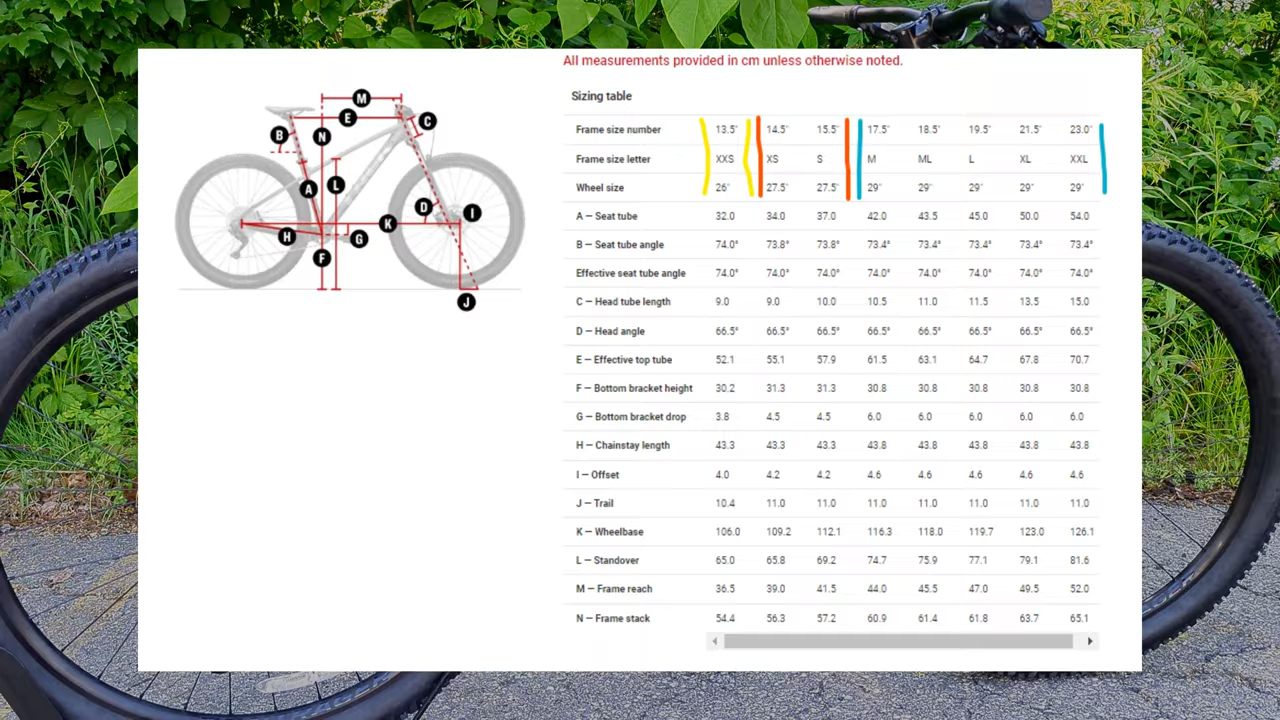 All measurements provided in cm unless otherwise noted.
Sizing table
Frame size number 13.5" 14.5" 15.5" 17.5" 18.5" 19.5" 21.5" 23.0"
Frame size letter XXS XS S M ML L XL XXL
Wheel size 26" 27.5" 27.5" 29" 29" 29" 29" 29"
A — Seat tube 32.0 34.0 37.0 42.0 43.5 45.0 50.0 54.0
B — Seat tube angle 74.0° 73.8° 73.8° 73.4° 73.4° 73.4° 73.4° 73.4°
Effective seat tube angle 74.0° 74.0° 74.0° 74.0° 74.0° 74.0° 74.0° 74.0°
C — Head tube length 9.0 9.0 10.0 10.5 11.0 11.5 13.5 15.0
D — Head angle 66.5° 66.5° 66.5° 66.5° 66.5° 66.5° 66.5° 66.5°
E — Effective top tube 52.1 55.1 57.9 61.5 63.1 64.7 67.8 70.7
F — Bottom bracket height 30.2 31.3 31.3 30.8 30.8 30.8 30.8 30.8
G — Bottom bracket drop 3.8 4.5 4.5 6.0 6.0 6.0 6.0 6.0
H — Chainstay length 43.3 43.3 43.3 43.8 43.8 43.8 43.8 43.8
I — Offset 4.0 4.2 4.2 4.6 4.6 4.6 4.6 4.6
J — Trail 10.4 11.0 11.0 11.0 11.0 11.0 11.0 11.0
K — Wheelbase 106.0 109.2 112.1 116.3 118.0 119.7 123.0 126.1
L — Standover 65.0 65.8 69.2 74.7 75.9 77.1 79.1 81.6
M — Frame reach 36.5 39.0 41.5 44.0 45.5 47.0 49.5 52.0
N — Frame stack 54.4 56.3 57.2 60.9 61.4 61.8 63.7 65.1
M
E
C
B
N
A
L
D
I
K
H
G
F
J